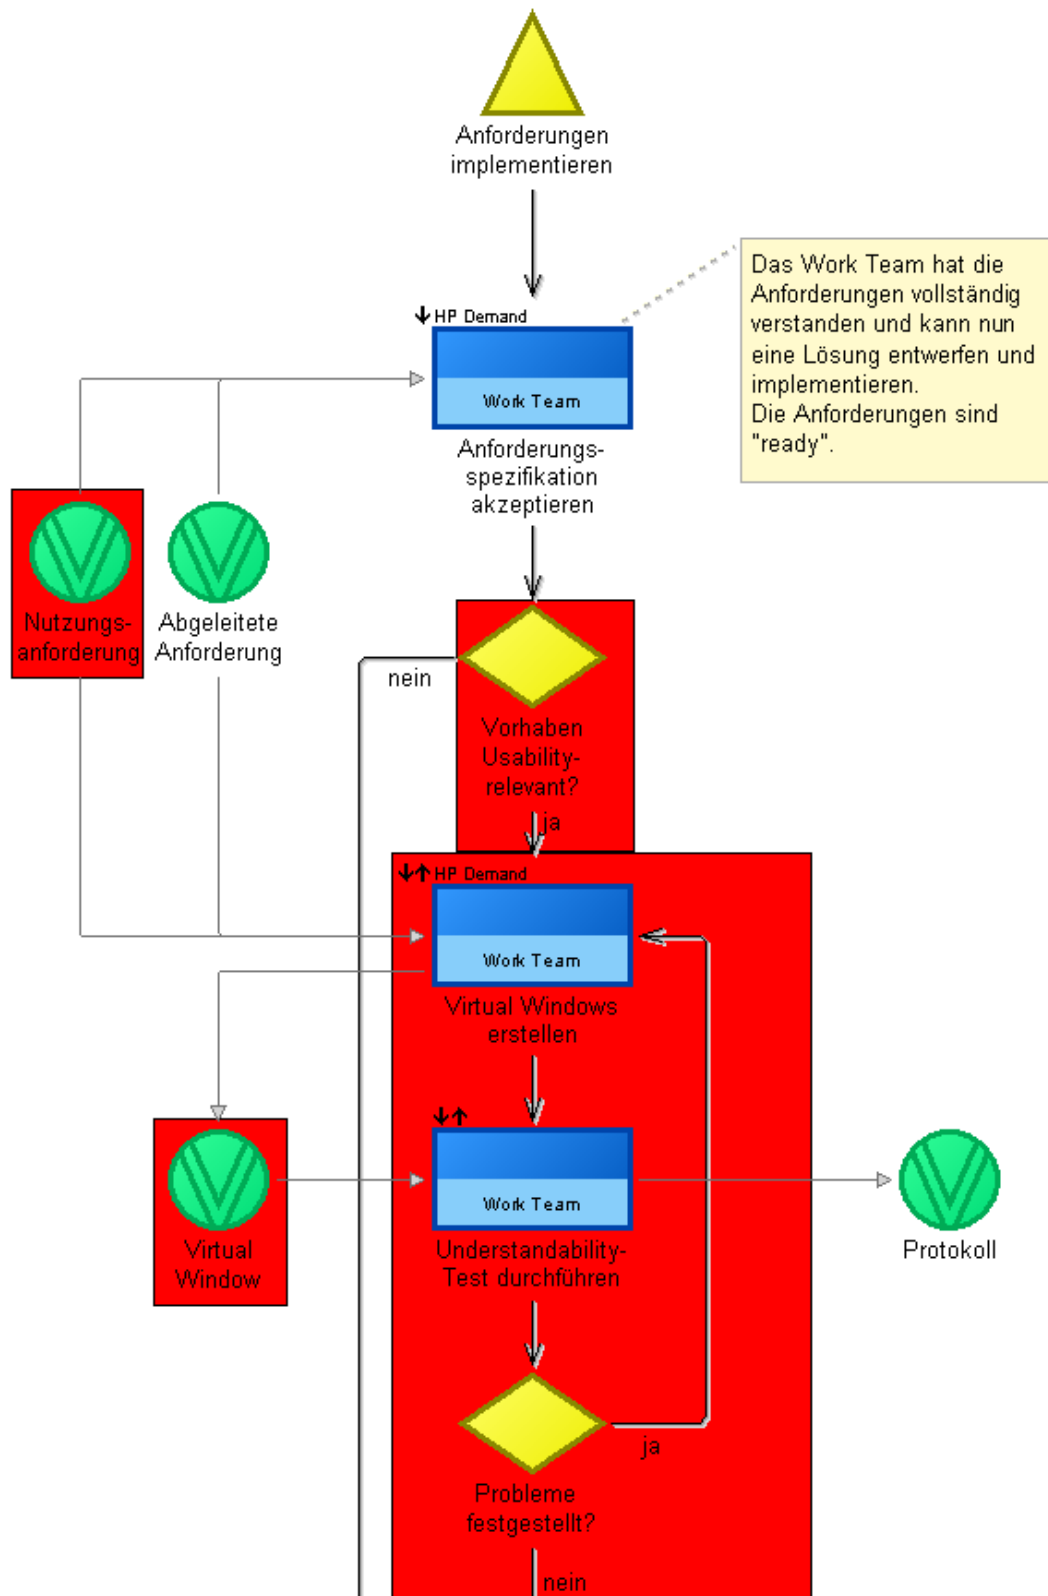 Anforderungen
implementieren
HP Demand
Work Team
Anforderungs-
spezifikation
akzeptieren
Das Work Team hat die
Anforderungen vollständig
verstanden und kann nun
eine Lösung entwerfen und
implementieren.
Die Anforderungen sind
"ready".
Nutzungs-
anforderung
Abgeleitete
Anforderung
nein
Vorhaben
Usability-
relevant?
ja
HP Demand
Work Team
Virtual Windows
erstellen
Work Team
Understandability-
Test durchführen
Virtual
Window
Protokoll
ja
Probleme
festgestellt?
nein